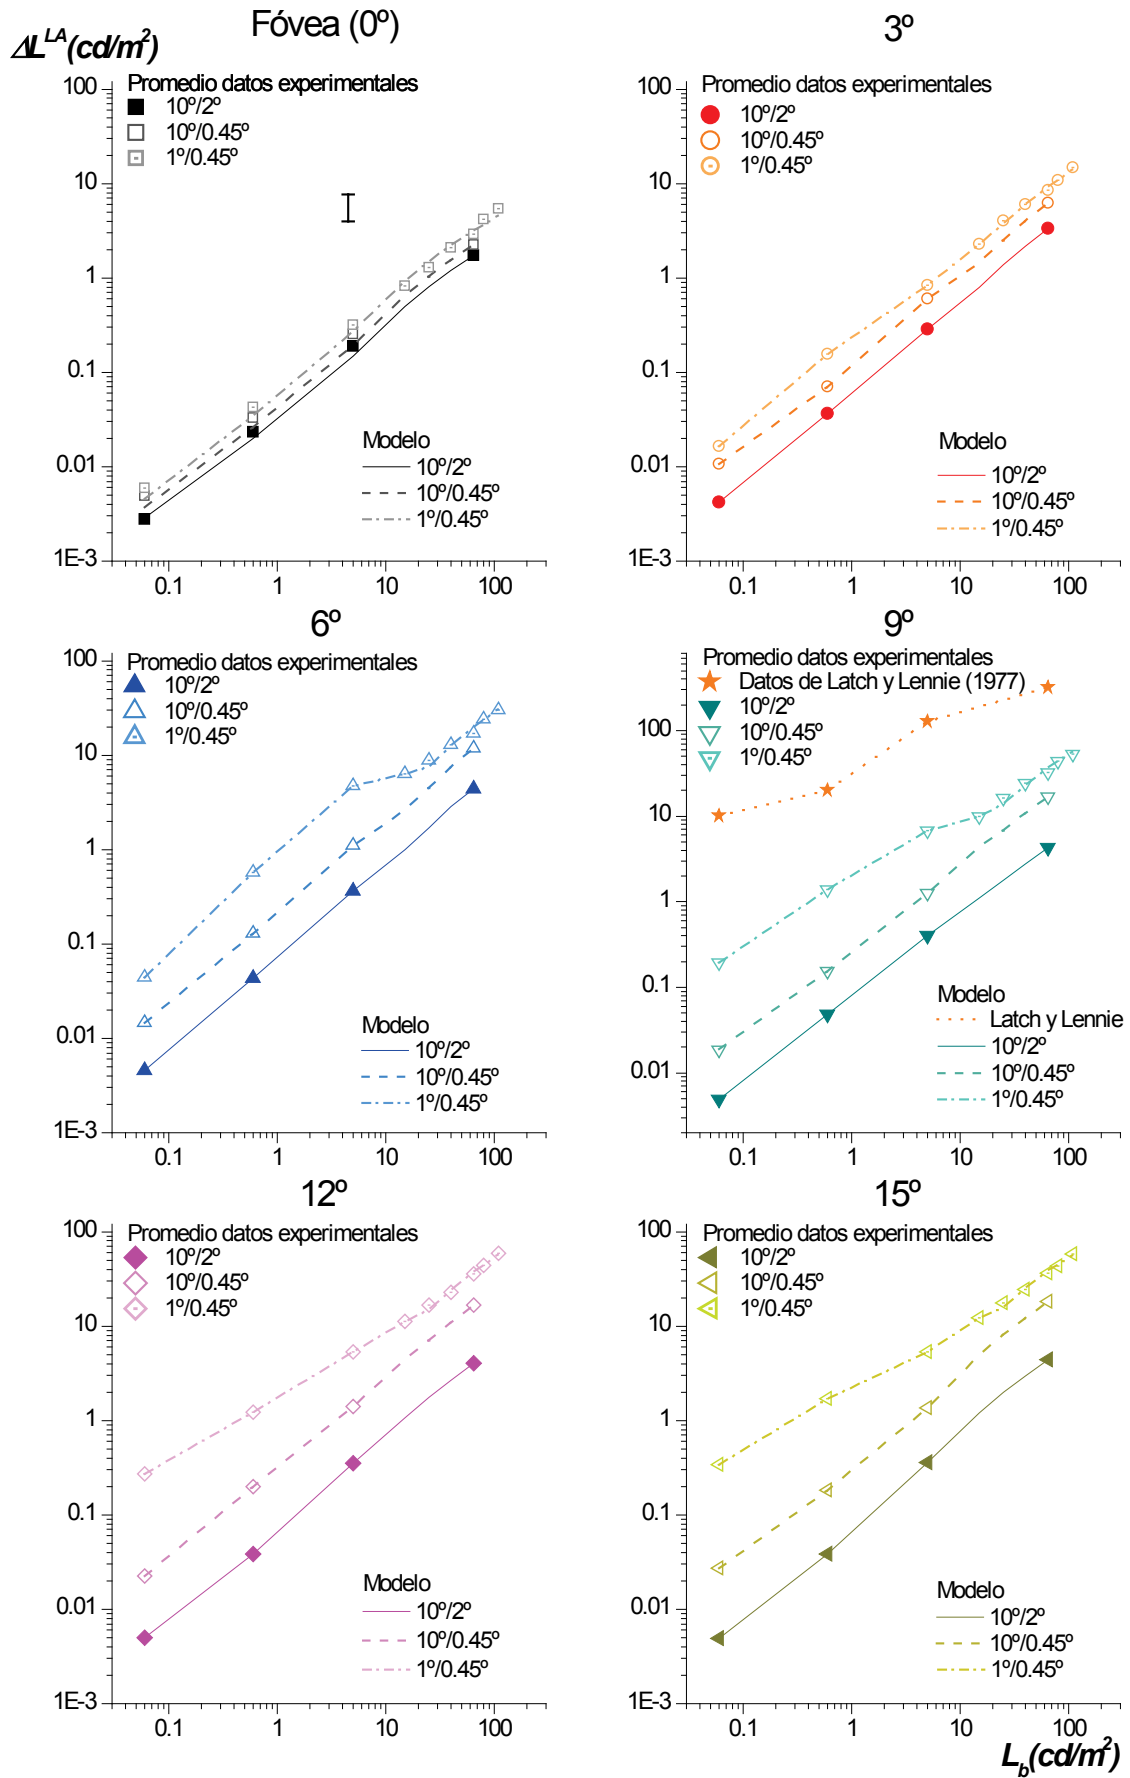 Fóvea (0º)
ΔL^LA(cd/m²)
Promedio datos experimentales
10º/2º
10º/0.45º
1º/0.45º
100
10
1
0.1
0.01
1E-3
Modelo
10º/2º
10º/0.45º
1º/0.45º
0.1 1 10 100
3º
Promedio datos experimentales
10º/2º
10º/0.45º
1º/0.45º
100
10
1
0.1
0.01
1E-3
Modelo
10º/2º
10º/0.45º
1º/0.45º
0.1 1 10 100
6º
Promedio datos experimentales
10º/2º
10º/0.45º
1º/0.45º
100
10
1
0.1
0.01
1E-3
Modelo
10º/2º
10º/0.45º
1º/0.45º
0.1 1 10 100
9º
Promedio datos experimentales
Datos de Latch y Lennie (1977)
10º/2º
10º/0.45º
1º/0.45º
100
10
1
0.1
0.01
Modelo
Latch y Lennie
10º/2º
10º/0.45º
1º/0.45º
0.1 1 10 100
12º
Promedio datos experimentales
10º/2º
10º/0.45º
1º/0.45º
100
10
1
0.1
0.01
1E-3
Modelo
10º/2º
10º/0.45º
1º/0.45º
0.1 1 10 100
15º
Promedio datos experimentales
10º/2º
10º/0.45º
1º/0.45º
100
10
1
0.1
0.01
1E-3
Modelo
10º/2º
10º/0.45º
1º/0.45º
0.1 1 10 100
L_b(cd/m²)